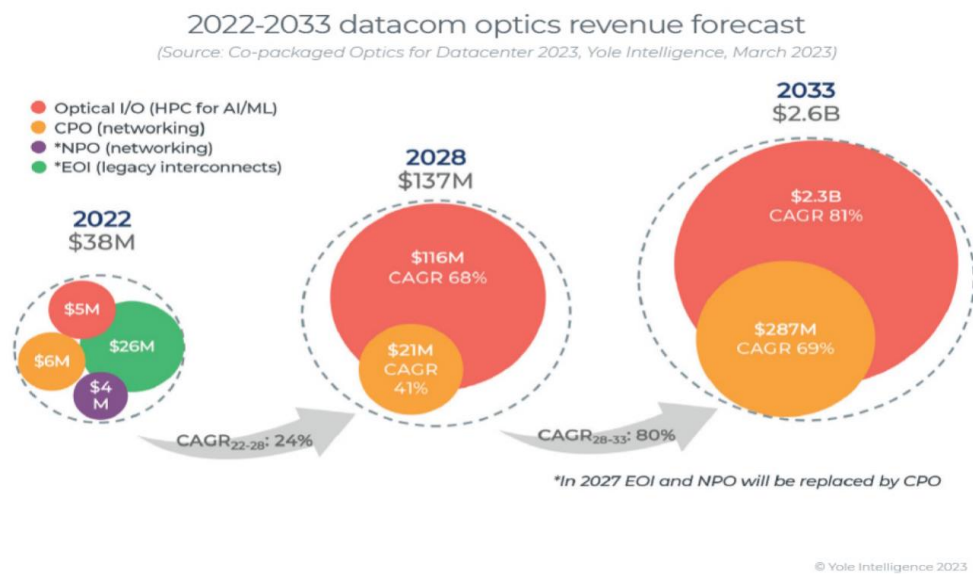 2022-2033 datacom optics revenue forecast
(Source: Co-packaged Optics for Datacenter 2023, Yole Intelligence, March 2023)
Optical I/O (HPC for AI/ML)
CPO (networking)
*NPO (networking)
*EOI (legacy interconnects)
2022
$38M
$5M
$6M
$26M
$4
M
2028
$137M
$116M
CAGR 68%
$21M
CAGR
41%
2033
$2.6B
$2.3B
CAGR 81%
$287M
CAGR 69%
CAGR22-28: 24%
CAGR28-33: 80%
*In 2027 EOI and NPO will be replaced by CPO
© Yole Intelligence 2023